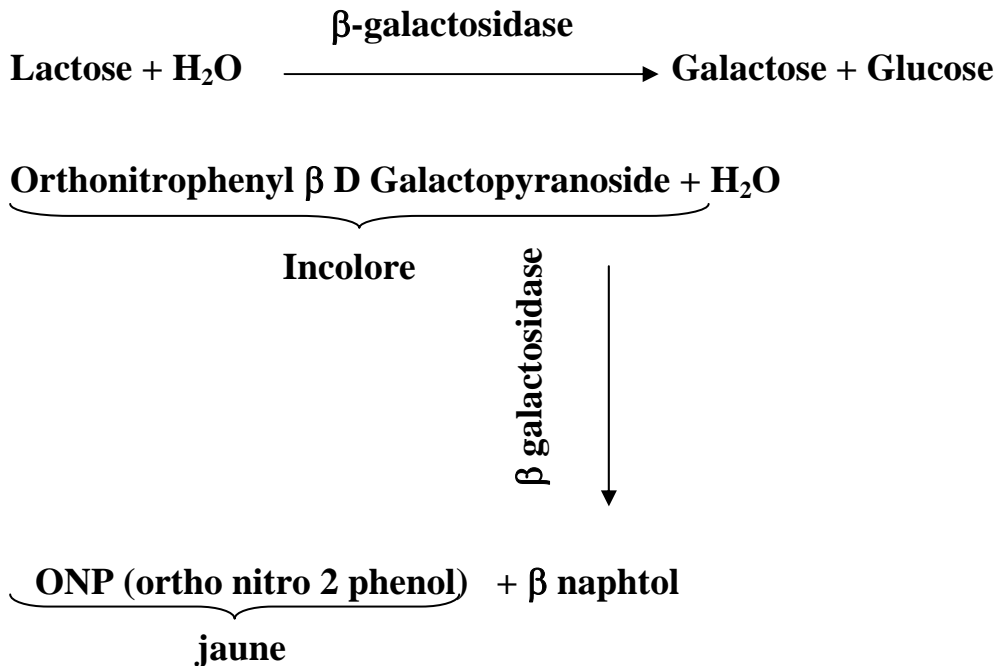 β-galactosidase
Lactose + H₂O Galactose + Glucose
Orthonitrophenyl β D Galactopyranoside + H₂O
Incolore
β galactosidase
ONP (ortho nitro 2 phenol) + β naphtol
jaune